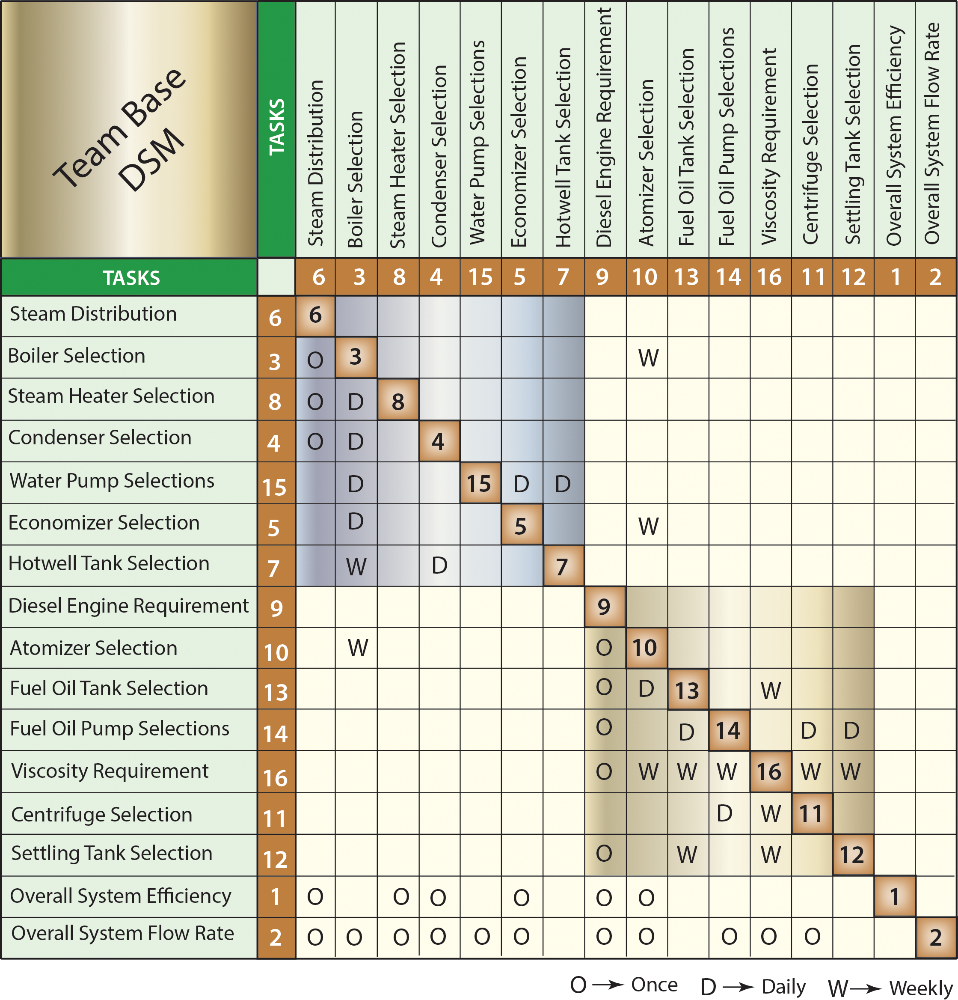 Team Base
DSM
TASKS
Steam Distribution
Boiler Selection
Steam Heater Selection
Condenser Selection
Water Pump Selections
Economizer Selection
Hotwell Tank Selection
Diesel Engine Requirement
Atomizer Selection
Fuel Oil Tank Selection
Fuel Oil Pump Selections
Viscosity Requirement
Centrifuge Selection
Settling Tank Selection
Overall System Efficiency
Overall System Flow Rate
TASKS 6 3 8 4 15 5 7 9 10 13 14 16 11 12 1 2
Steam Distribution 6 6
Boiler Selection 3 O 3 W
Steam Heater Selection 8 O D 8
Condenser Selection 4 O D 4
Water Pump Selections 15 D 15 D D
Economizer Selection 5 D 5 W
Hotwell Tank Selection 7 W D 7
Diesel Engine Requirement 9 9
Atomizer Selection 10 W O 10
Fuel Oil Tank Selection 13 O D 13 W
Fuel Oil Pump Selections 14 O D 14 D D
Viscosity Requirement 16 O W W W 16 W W
Centrifuge Selection 11 D W 11
Settling Tank Selection 12 O W W 12
Overall System Efficiency 1 O O O O O O 1
Overall System Flow Rate 2 O O O O O O O O O O O 2
O → Once D → Daily W → Weekly